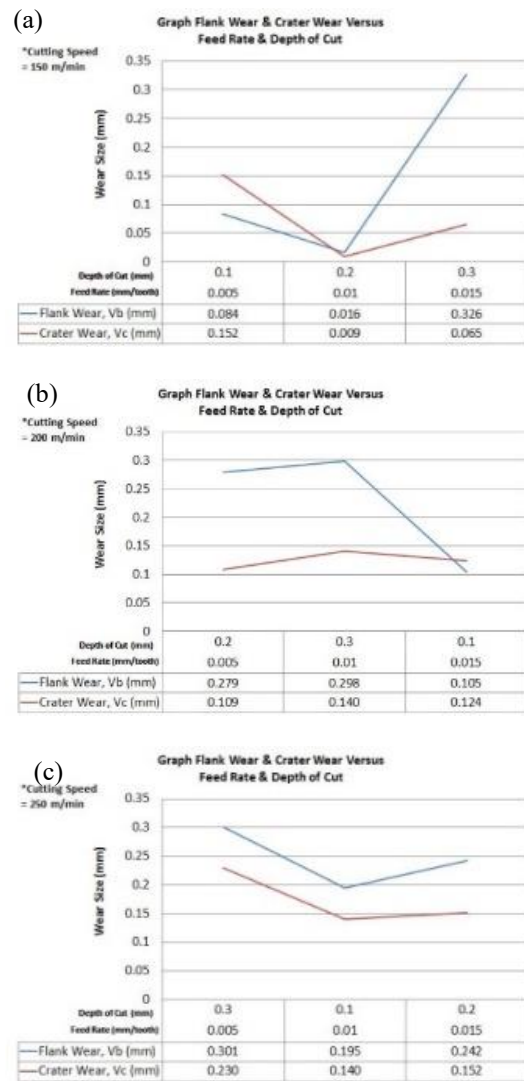 (a)
Graph Flank Wear & Crater Wear Versus
Feed Rate & Depth of Cut
*Cutting Speed
= 150 m/min
Wear Size (mm)
0.35
0.3
0.25
0.2
0.15
0.1
0.05
0
Depth of Cut (mm) 0.1 0.2 0.3
Feed Rate (mm/tooth) 0.005 0.01 0.015
Flank Wear, Vb (mm) 0.084 0.016 0.326
Crater Wear, Vc (mm) 0.152 0.009 0.065
(b)
Graph Flank Wear & Crater Wear Versus
Feed Rate & Depth of Cut
*Cutting Speed
= 200 m/min
Wear Size (mm)
0.35
0.3
0.25
0.2
0.15
0.1
0.05
0
Depth of Cut (mm) 0.2 0.3 0.1
Feed Rate (mm/tooth) 0.005 0.01 0.015
Flank Wear, Vb (mm) 0.279 0.298 0.105
Crater Wear, Vc (mm) 0.109 0.140 0.124
(c)
Graph Flank Wear & Crater Wear Versus
Feed Rate & Depth of Cut
*Cutting Speed
= 250 m/min
Wear Size (mm)
0.35
0.3
0.25
0.2
0.15
0.1
0.05
0
Depth of Cut (mm) 0.3 0.1 0.2
Feed Rate (mm/tooth) 0.005 0.01 0.015
Flank Wear, Vb (mm) 0.301 0.195 0.242
Crater Wear, Vc (mm) 0.230 0.140 0.152